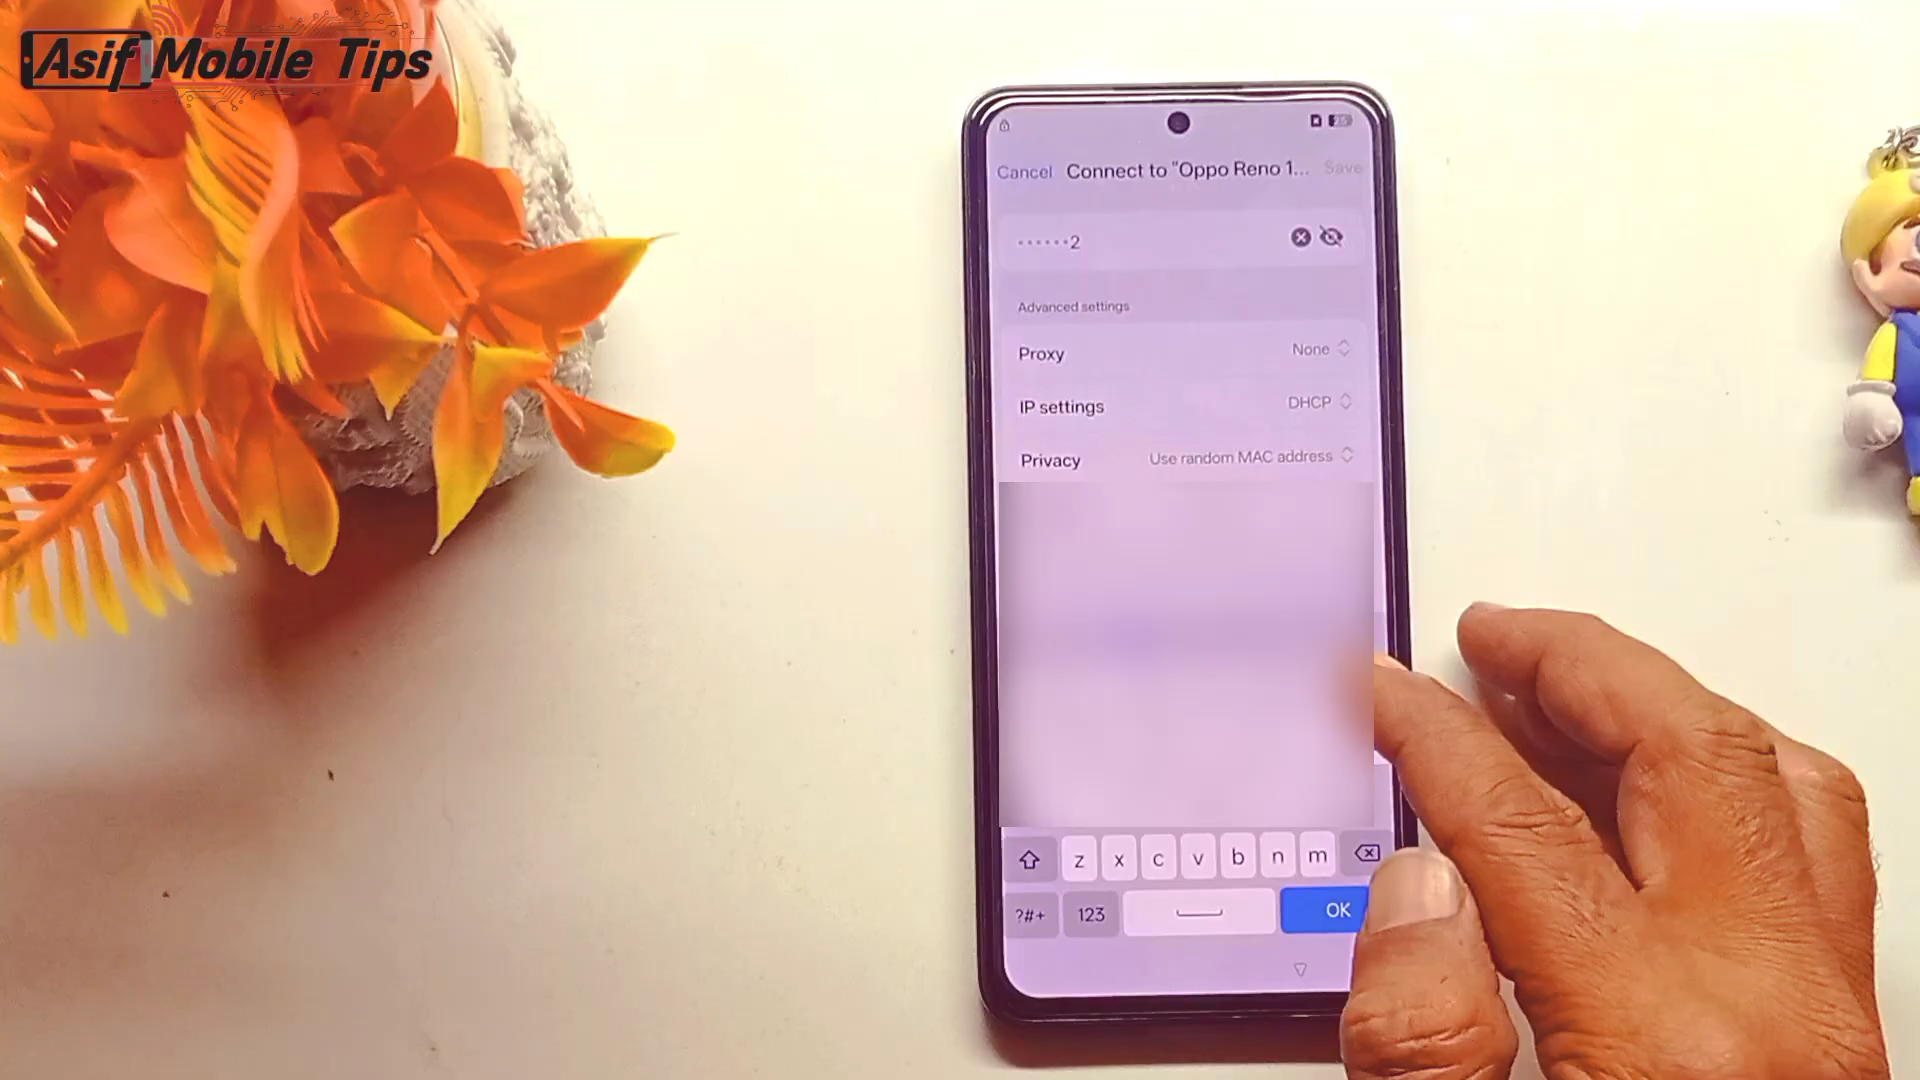 Asif Mobile Tips
Cancel Connect to "Oppo Reno 1... Save
••••••2
Advanced settings
Proxy None
IP settings DHCP
Privacy Use random MAC address
z x c v b n m
?#+ 123 OK